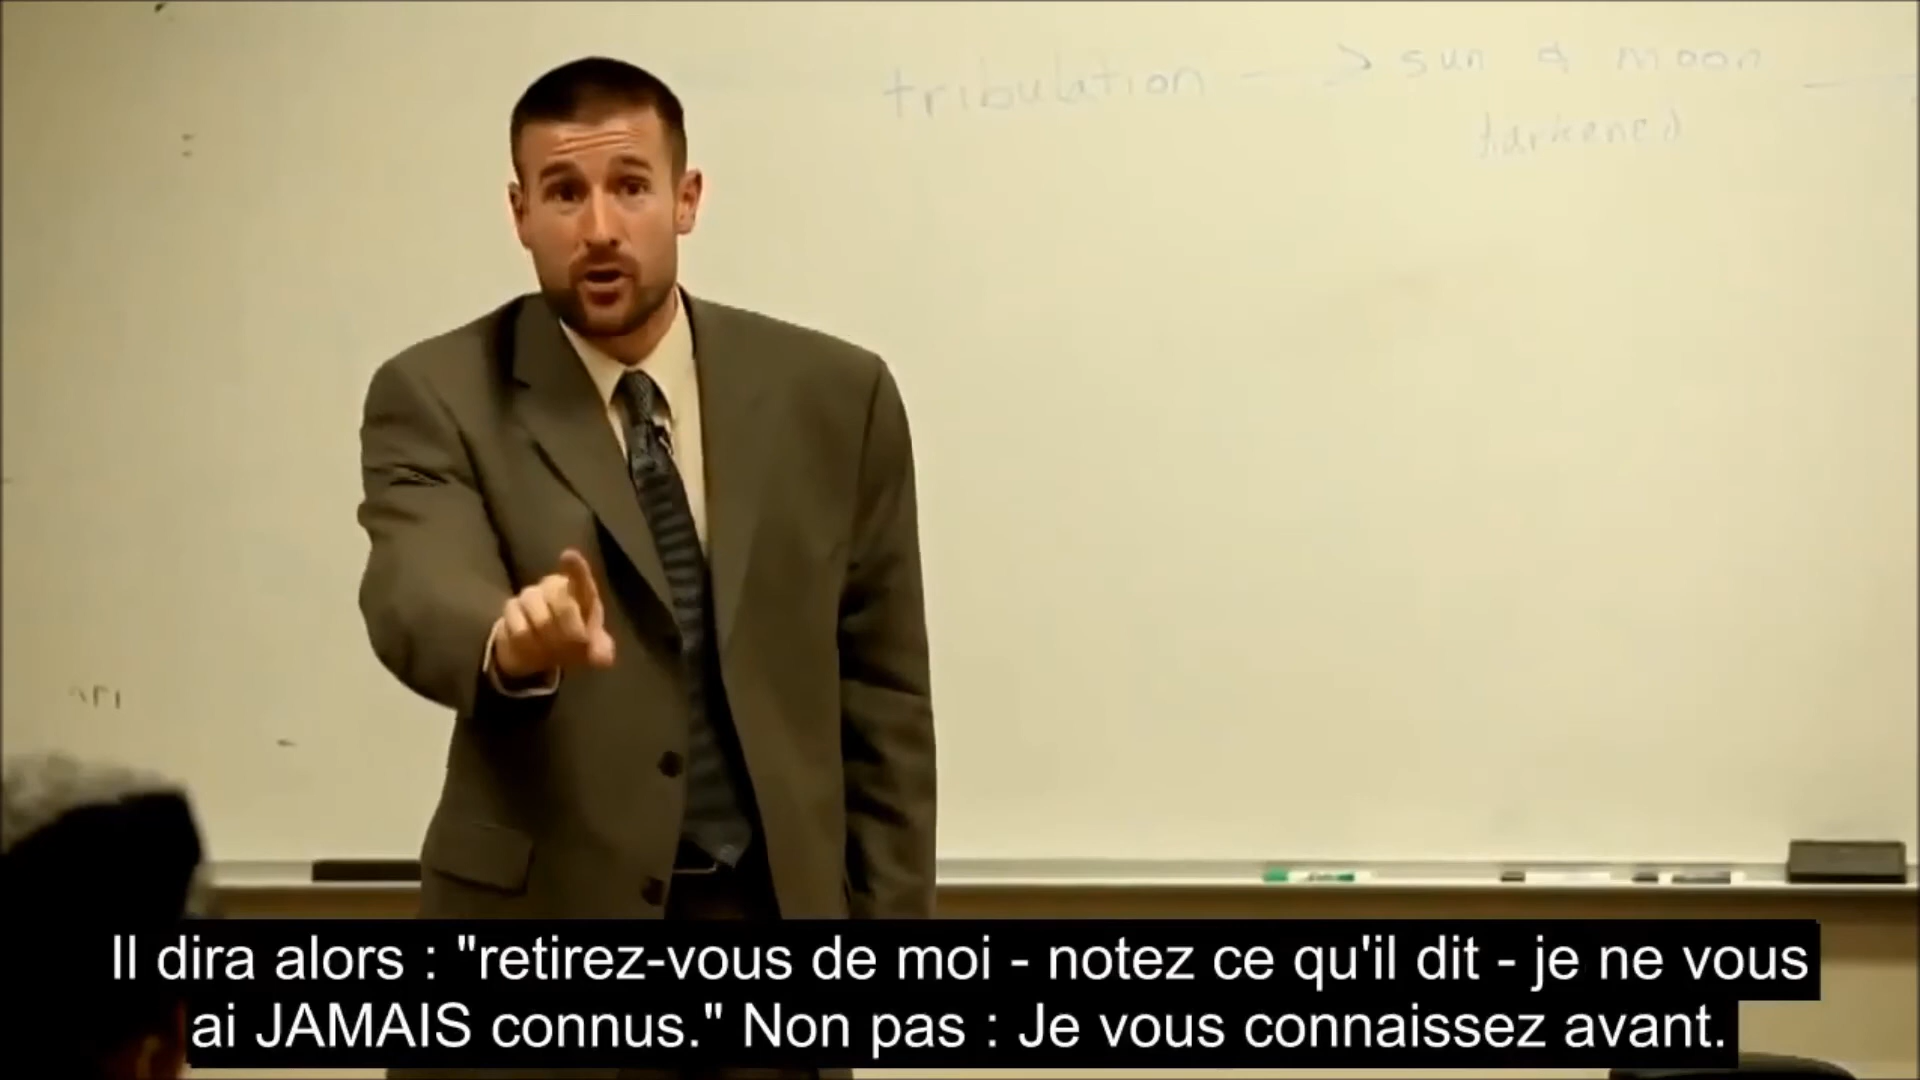 tribulation → sun & moon
darkened
Il dira alors : "retirez-vous de moi - notez ce qu'il dit - je ne vous
ai JAMAIS connus." Non pas : Je vous connaissez avant.